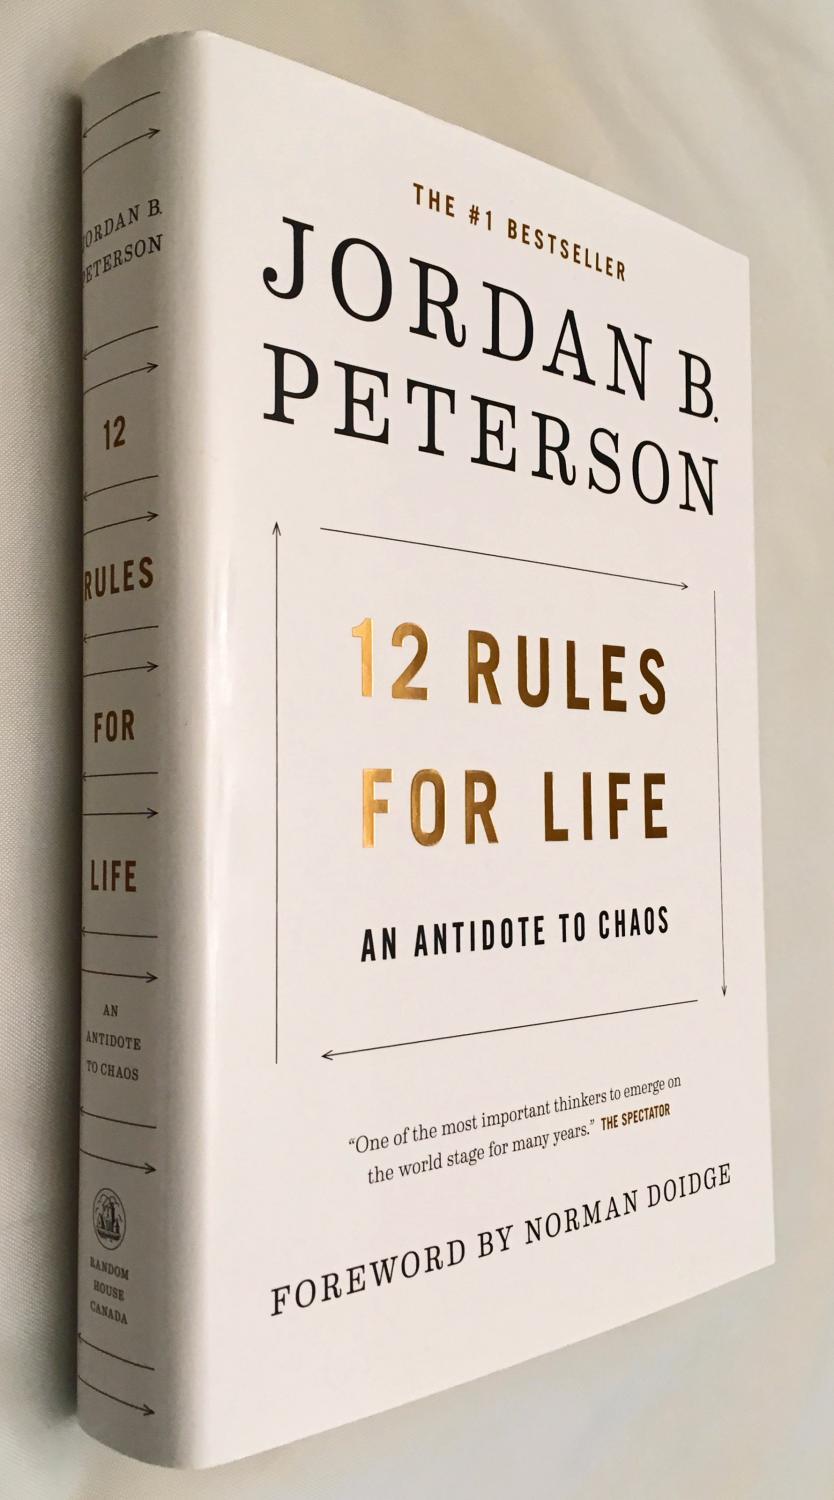 JORDAN B.
PETERSON
12
RULES
FOR
LIFE
AN
ANTIDOTE
TO CHAOS
RANDOM
HOUSE
CANADA
THE #1 BESTSELLER
JORDAN B.
PETERSON
12 RULES
FOR LIFE
AN ANTIDOTE TO CHAOS
“One of the most important thinkers to emerge on
the world stage for many years.” THE SPECTATOR
FOREWORD BY NORMAN DOIDGE